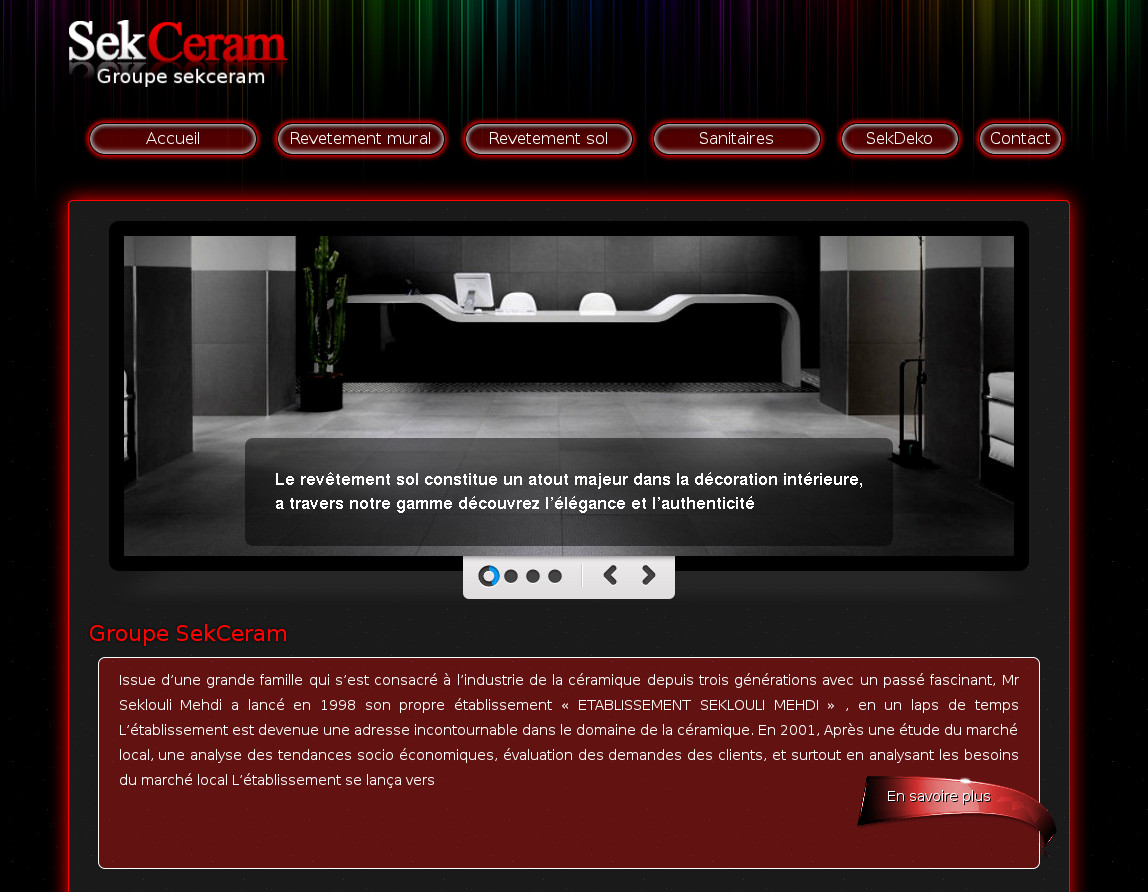 SekCeram
Groupe sekceram
Accueil
Revetement mural
Revetement sol
Sanitaires
SekDeko
Contact
Le revêtement sol constitue un atout majeur dans la décoration intérieure,
a travers notre gamme découvrez l'élégance et l'authenticité
Groupe SekCeram
Issue d’une grande famille qui s’est consacré à l’industrie de la céramique depuis trois générations avec un passé fascinant, Mr
Seklouli Mehdi a lancé en 1998 son propre établissement « ETABLISSEMENT SEKLOULI MEHDI » , en un laps de temps
L’établissement est devenue une adresse incontournable dans le domaine de la céramique. En 2001, Après une étude du marché
local, une analyse des tendances socio économiques, évaluation des demandes des clients, et surtout en analysant les besoins
du marché local L’établissement se lança vers
En savoire plus